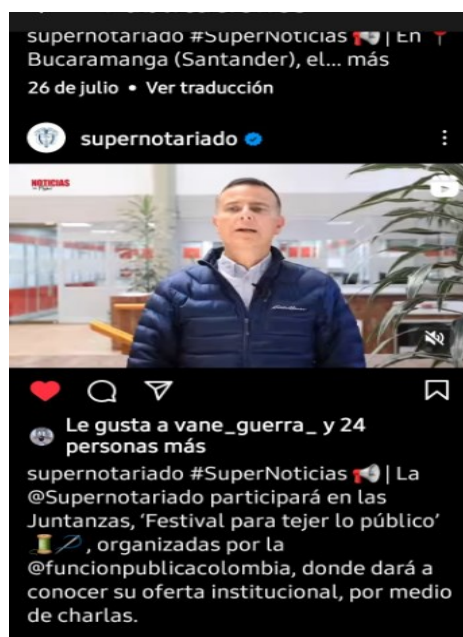 supernotariado #SuperNoticias 📢 | En 📍
Bucaramanga (Santander), el... más
26 de julio • Ver traducción
supernotariado
NOTICIAS
Le gusta a vane_guerra_ y 24
personas más
supernotariado #SuperNoticias 📢 | La
@Supernotariado participará en las
Juntanzas, ‘Festival para tejer lo público’
🧵🪡, organizadas por la
@funcionpublicacolombia, donde dará a
conocer su oferta institucional, por medio
de charlas.